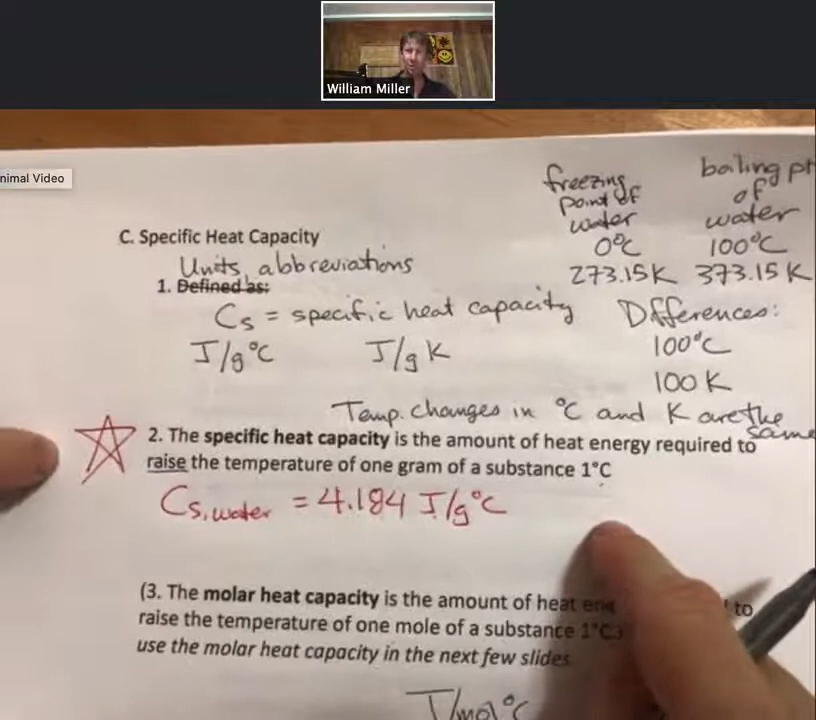 William Miller
nimal Video
freezing
point of
water
0°C
273.15K
boiling pt
of
water
100°C
373.15 K
C. Specific Heat Capacity
Units, abbreviations
1. Defined as:
Cs = specific heat capacity
J/g°C J/g K
Differences:
100°C
100 K
Temp. changes in °C and K are the
same
2. The specific heat capacity is the amount of heat energy required to
raise the temperature of one gram of a substance 1°C
Cs, water = 4.184 J/g°C
(3. The molar heat capacity is the amount of heat ene to
raise the temperature of one mole of a substance 1°C
use the molar heat capacity in the next few slides
J/mol°C